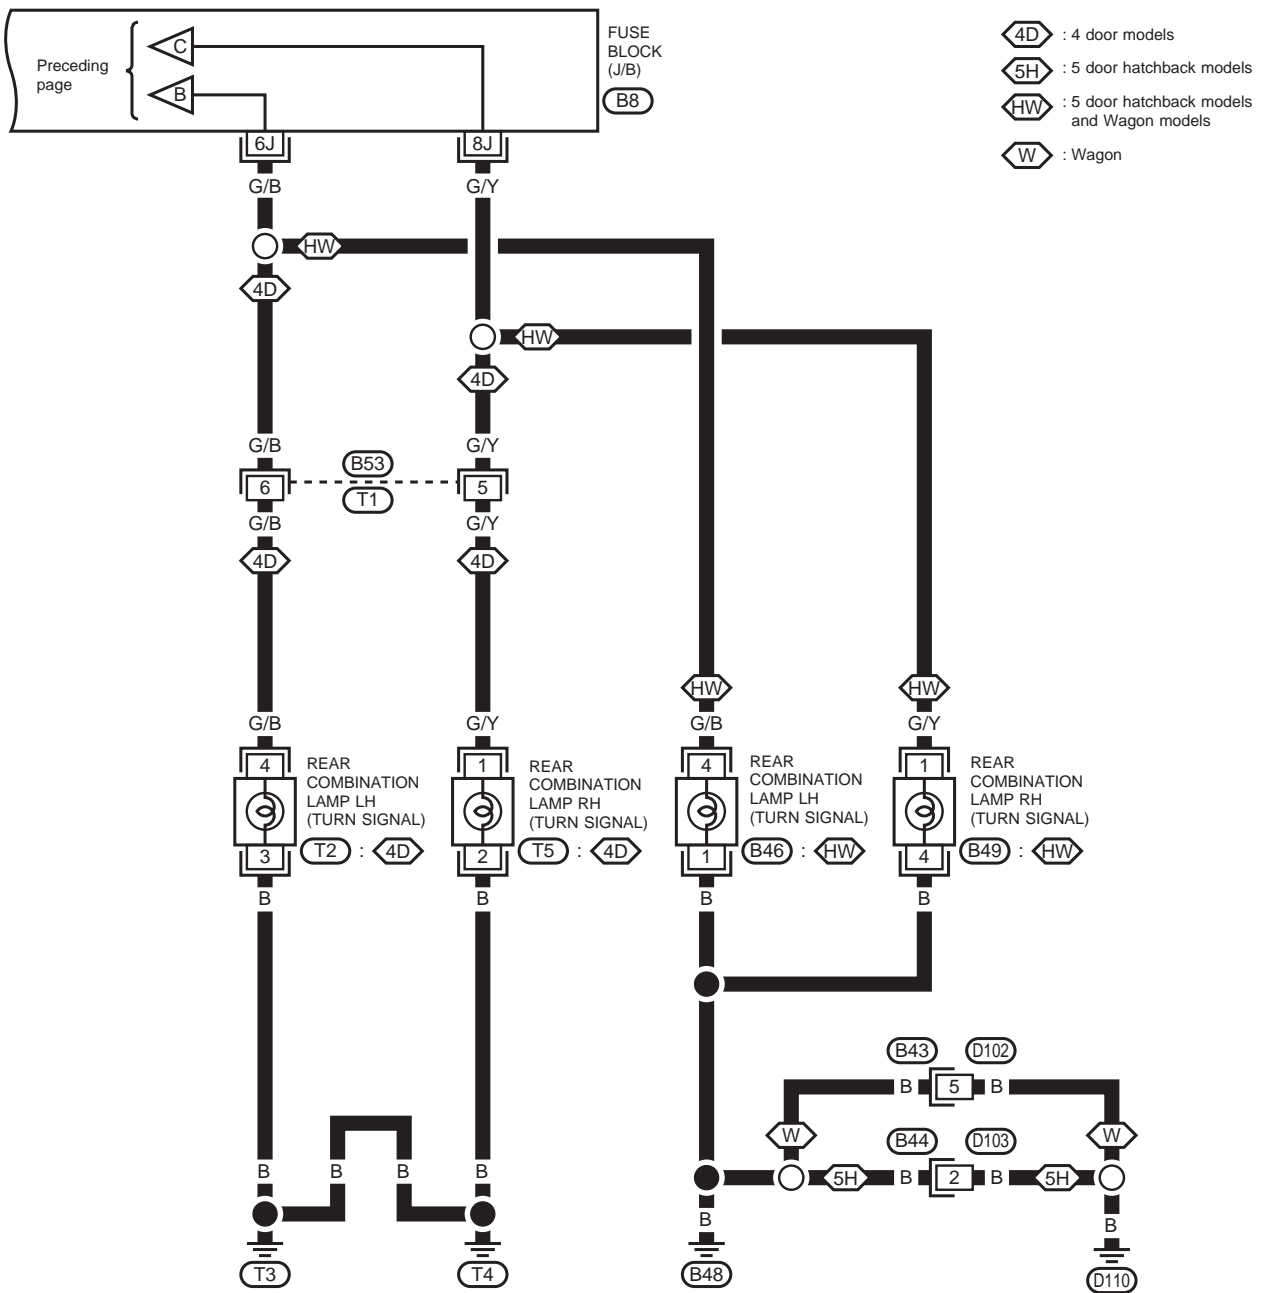 Preceding
page
C
B
FUSE
BLOCK
(J/B)
B8
4D : 4 door models
5H : 5 door hatchback models
HW : 5 door hatchback models
and Wagon models
W : Wagon
6J 8J
G/B G/Y
HW
4D
HW
4D
G/B G/Y
B53
6 5
T1
G/B G/Y
4D 4D
HW HW
G/B G/Y G/B G/Y
4 REAR
COMBINATION
LAMP LH
(TURN SIGNAL)
3 T2 : 4D
1 REAR
COMBINATION
LAMP RH
(TURN SIGNAL)
2 T5 : 4D
4 REAR
COMBINATION
LAMP LH
(TURN SIGNAL)
1 B46 : HW
1 REAR
COMBINATION
LAMP RH
(TURN SIGNAL)
4 B49 : HW
B B B B
B43 D102
B 5 B
W W
B44 D103
5H B 2 B 5H
B B B B
B B
T3 T4 B48 D110